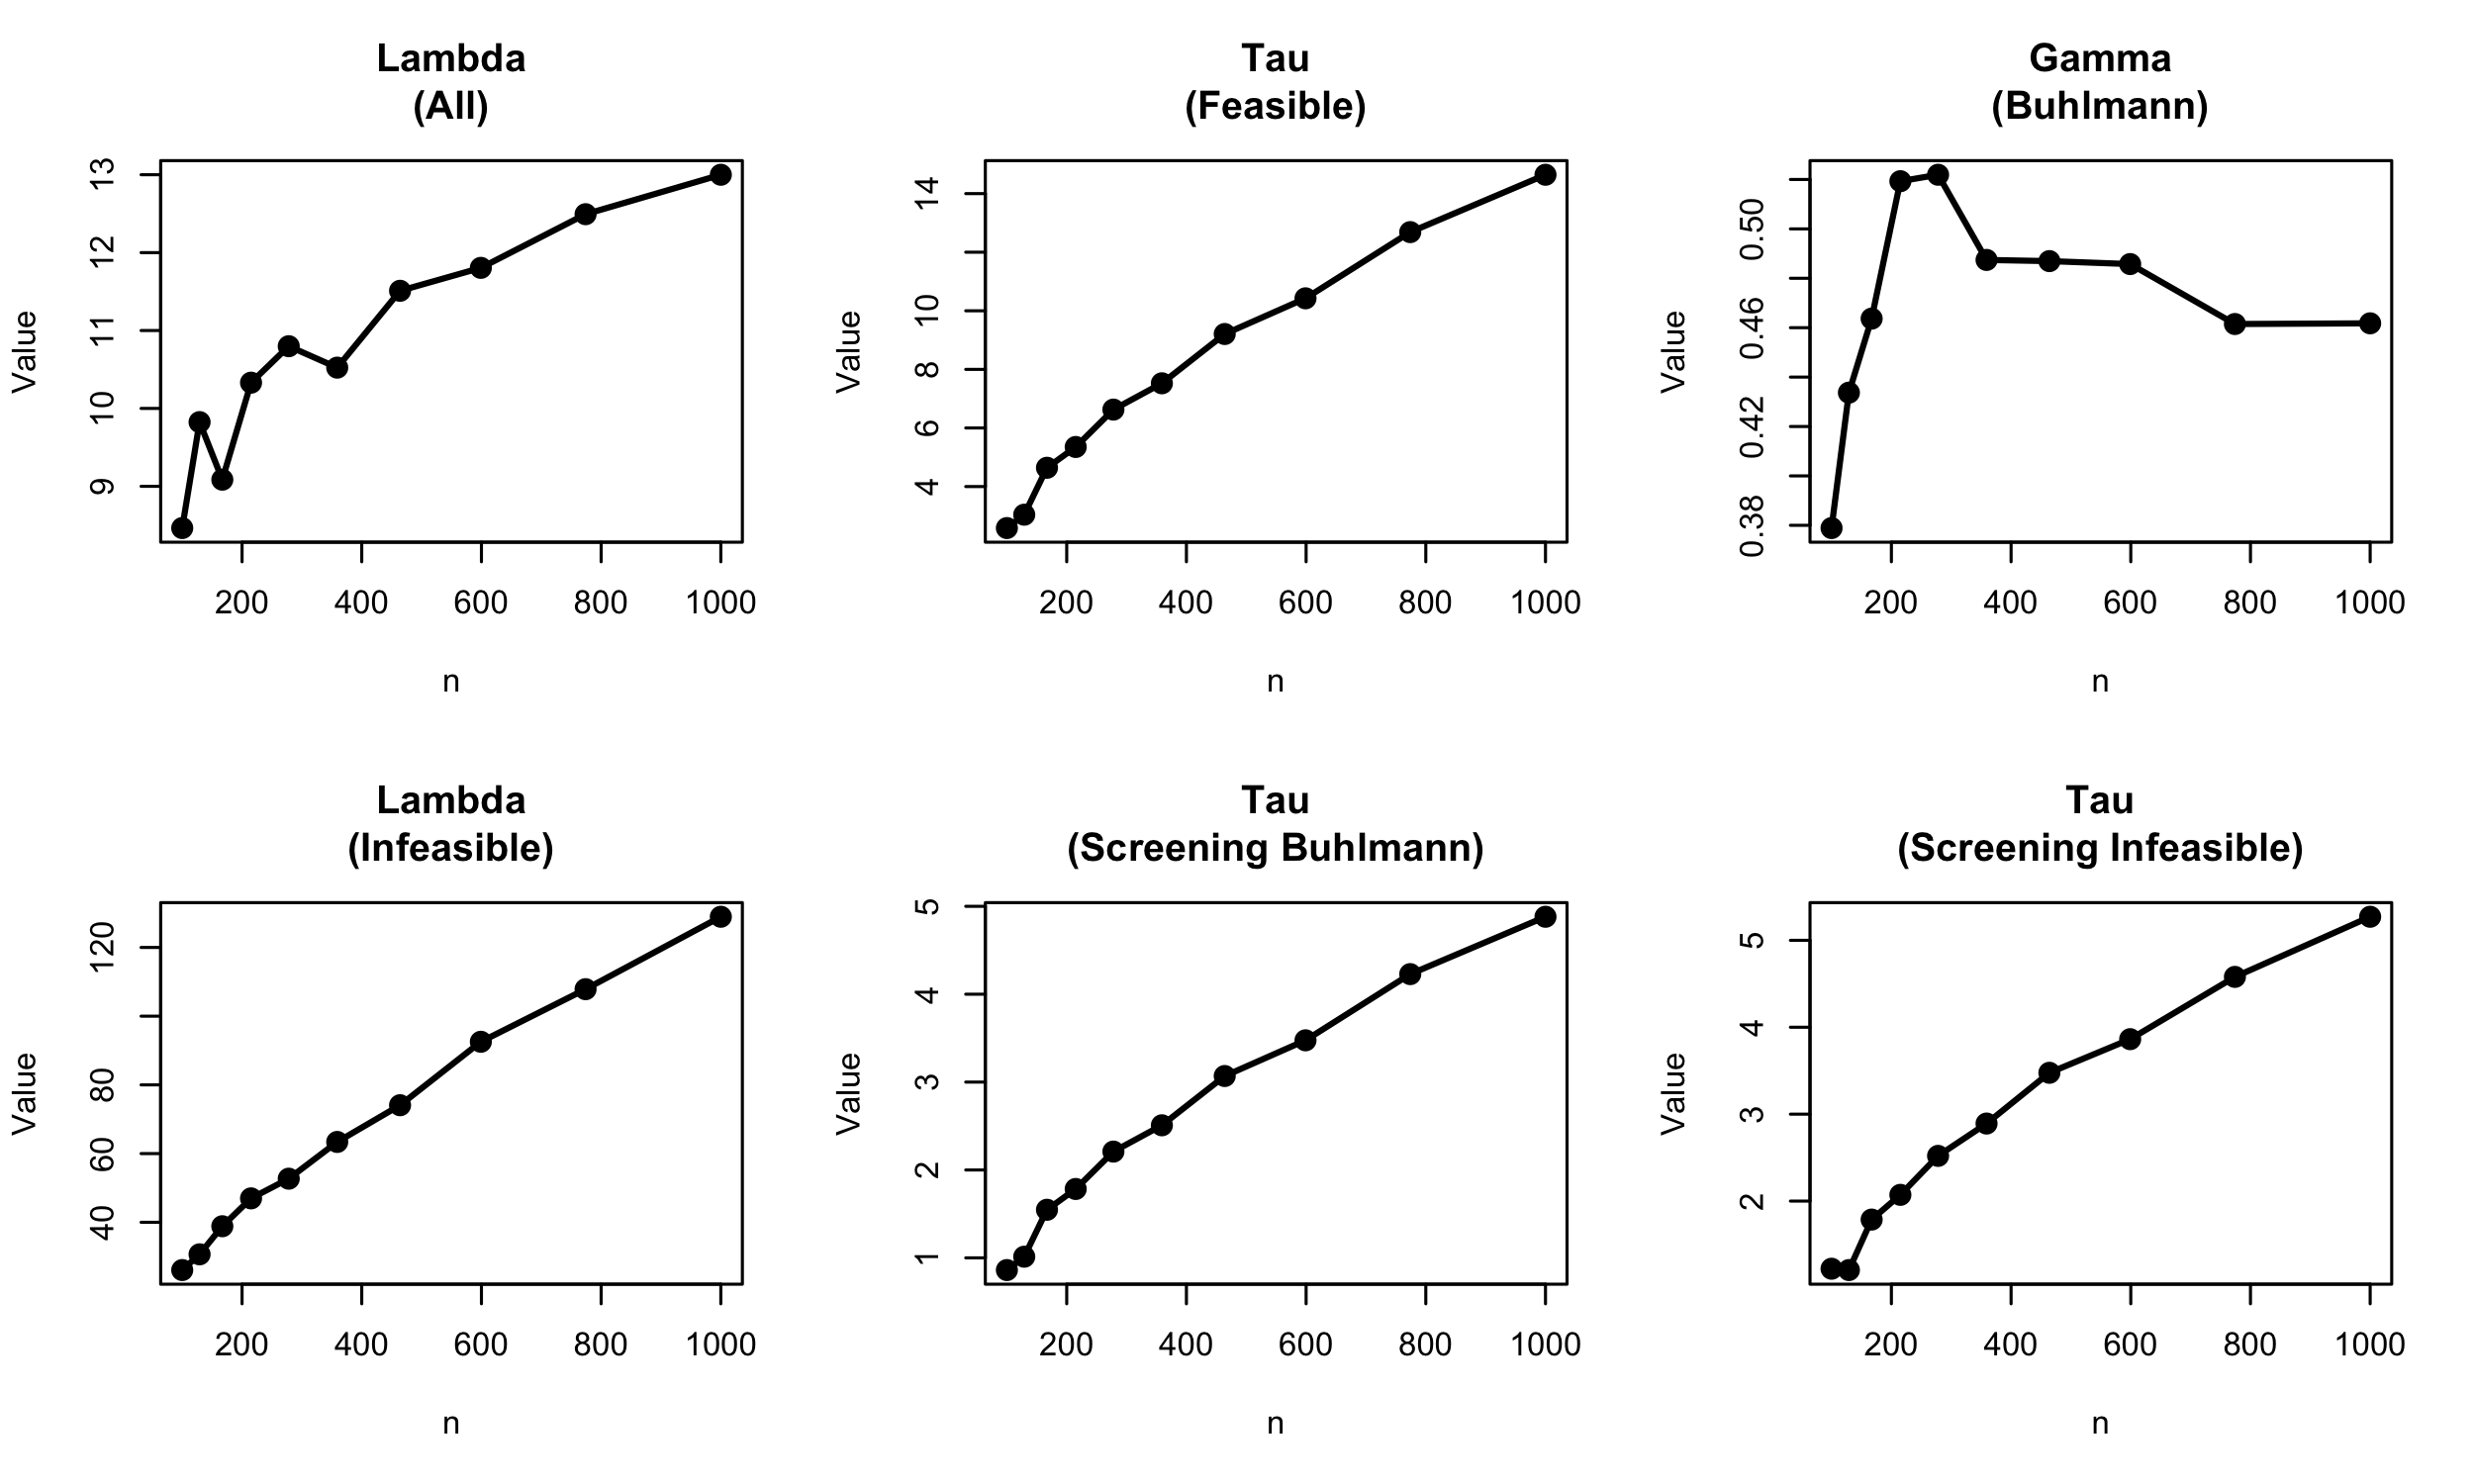 Lambda
(All)
Value
13
12
11
10
9
200 400 600 800 1000
n
Tau
(Feasible)
Value
14
10
8
6
4
200 400 600 800 1000
n
Gamma
(Buhlmann)
Value
0.50
0.46
0.42
0.38
200 400 600 800 1000
n
Lambda
(Infeasible)
Value
120
80
60
40
200 400 600 800 1000
n
Tau
(Screening Buhlmann)
Value
5
4
3
2
1
200 400 600 800 1000
n
Tau
(Screening Infeasible)
Value
5
4
3
2
200 400 600 800 1000
n